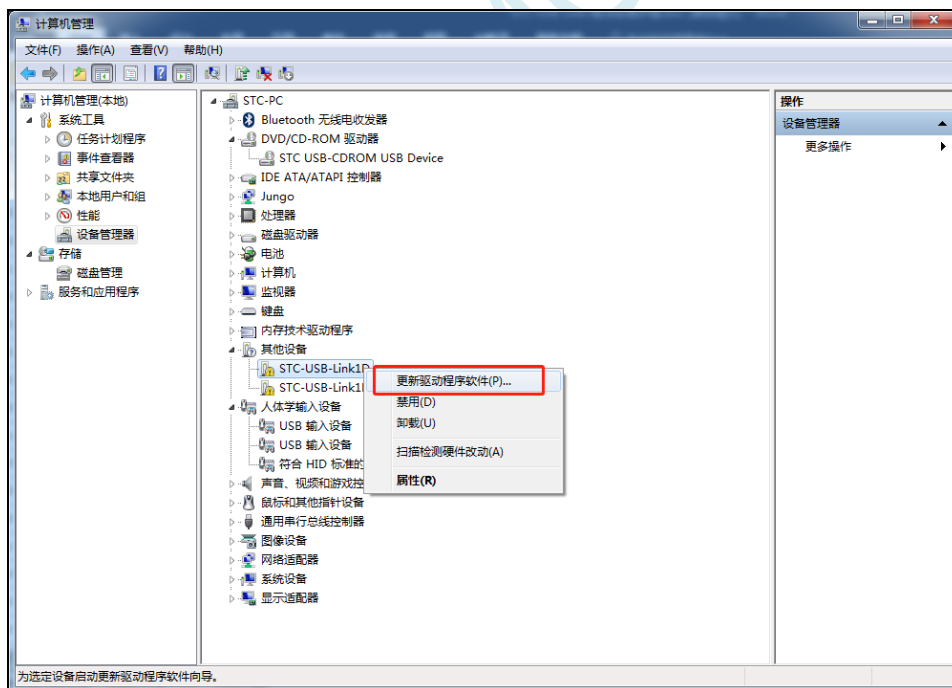 计算机管理
文件(F) 操作(A) 查看(V) 帮助(H)
计算机管理(本地)
系统工具
任务计划程序
事件查看器
共享文件夹
本地用户和组
性能
设备管理器
存储
磁盘管理
服务和应用程序
STC-PC
Bluetooth 无线电收发器
DVD/CD-ROM 驱动器
STC USB-CDROM USB Device
IDE ATA/ATAPI 控制器
Jungo
处理器
磁盘驱动器
电池
计算机
监视器
键盘
内存技术驱动程序
其他设备
STC-USB-Link1D
STC-USB-Link1
人体学输入设备
USB 输入设备
USB 输入设备
符合 HID 标准的
声音、视频和游戏控
鼠标和其他指针设备
通用串行总线控制器
图像设备
网络适配器
系统设备
显示适配器
更新驱动程序软件(P)...
禁用(D)
卸载(U)
扫描检测硬件改动(A)
属性(R)
操作
设备管理器
更多操作
为选定设备启动更新驱动程序软件向导。